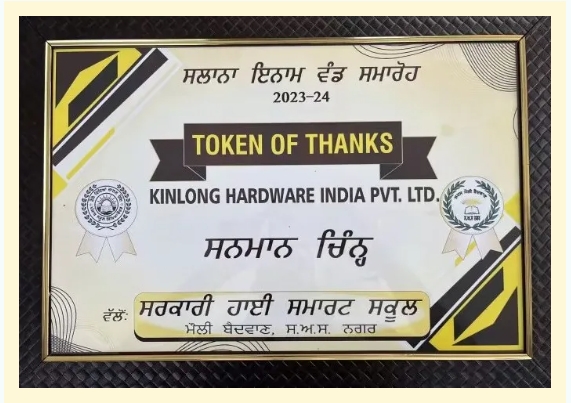 ਸਲਾਨਾ ਇਨਾਮ ਵੰਡ ਸਮਾਰੋਹ
2023-24
TOKEN OF THANKS
KINLONG HARDWARE INDIA PVT. LTD.
ਸਨਮਾਨ ਚਿੰਨ੍ਹ
ਵੱਲੋਂ: ਸਰਕਾਰੀ ਹਾਈ ਸਮਾਰਟ ਸਕੂਲ
ਮੌਲੀ ਬੈਦਵਾਣ, ਸ.ਅ.ਸ. ਨਗਰ